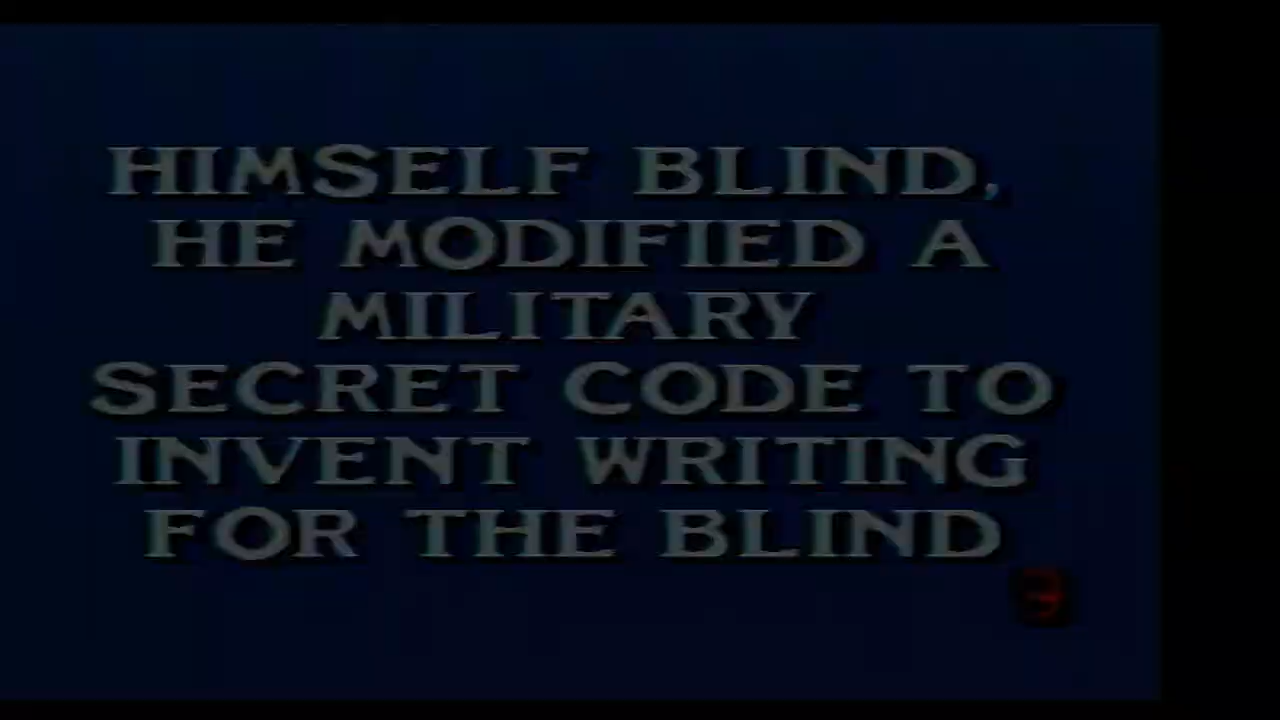 HIMSELF BLIND,
HE MODIFIED A
MILITARY
SECRET CODE TO
INVENT WRITING
FOR THE BLIND